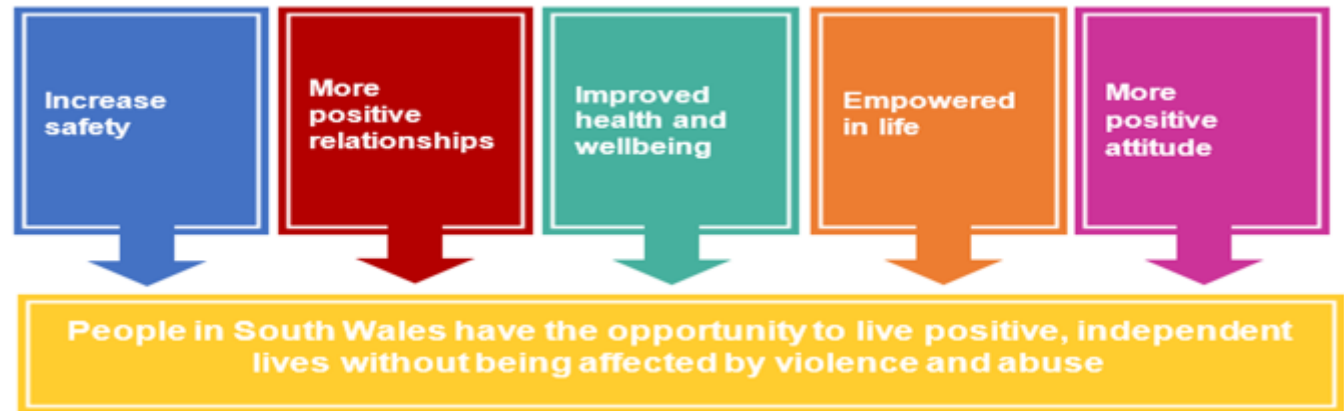 Increase
safety
More
positive
relationships
Improved
health and
wellbeing
Empowered
in life
More
positive
attitude
People in South Wales have the opportunity to live positive, independent
lives without being affected by violence and abuse